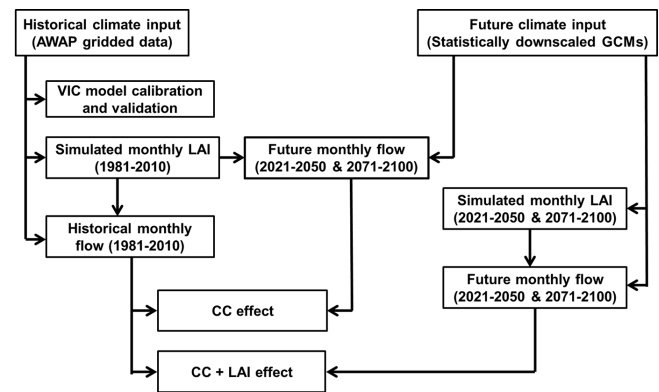 Historical climate input
(AWAP gridded data)
Future climate input
(Statistically downscaled GCMs)
VIC model calibration
and validation
Simulated monthly LAI
(1981-2010)
Future monthly flow
(2021-2050 & 2071-2100)
Simulated monthly LAI
(2021-2050 & 2071-2100)
Historical monthly
flow (1981-2010)
Future monthly flow
(2021-2050 & 2071-2100)
CC effect
CC + LAI effect